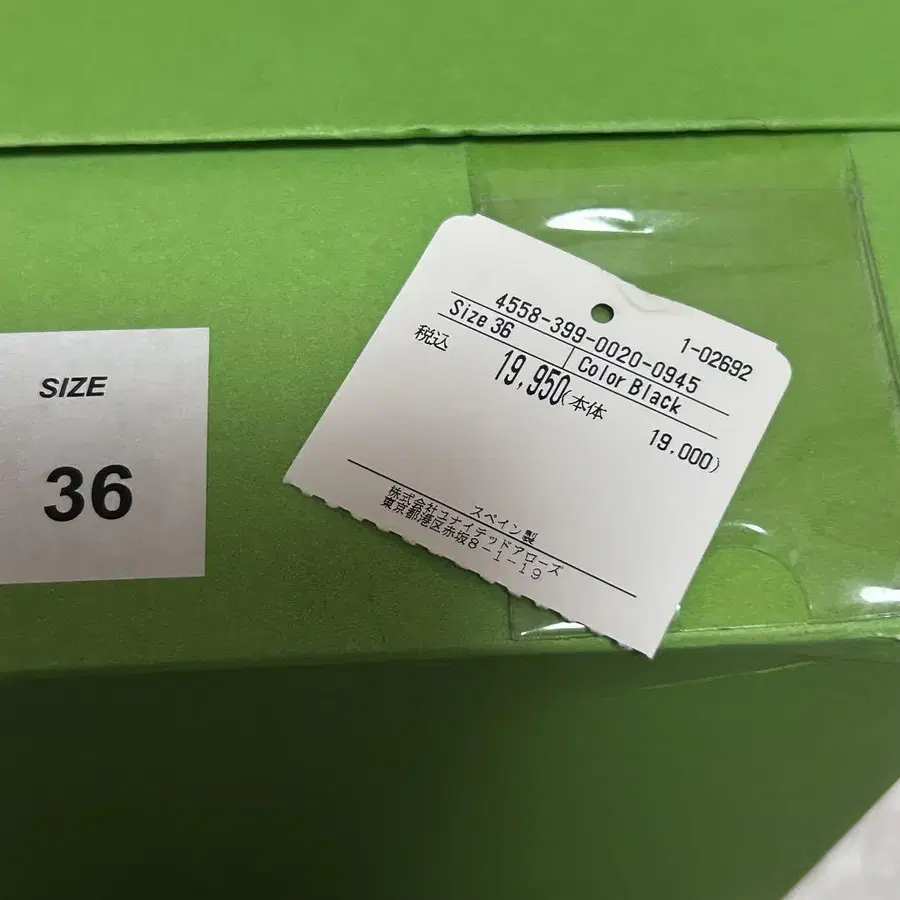 SIZE
36
1-02692
4558-399-0020-0945
Size 36 Color Black
税込 19,950(本体 19,000)
スペイン製
株式会社ユナイテッドアローズ
東京都港区赤坂8-1-19